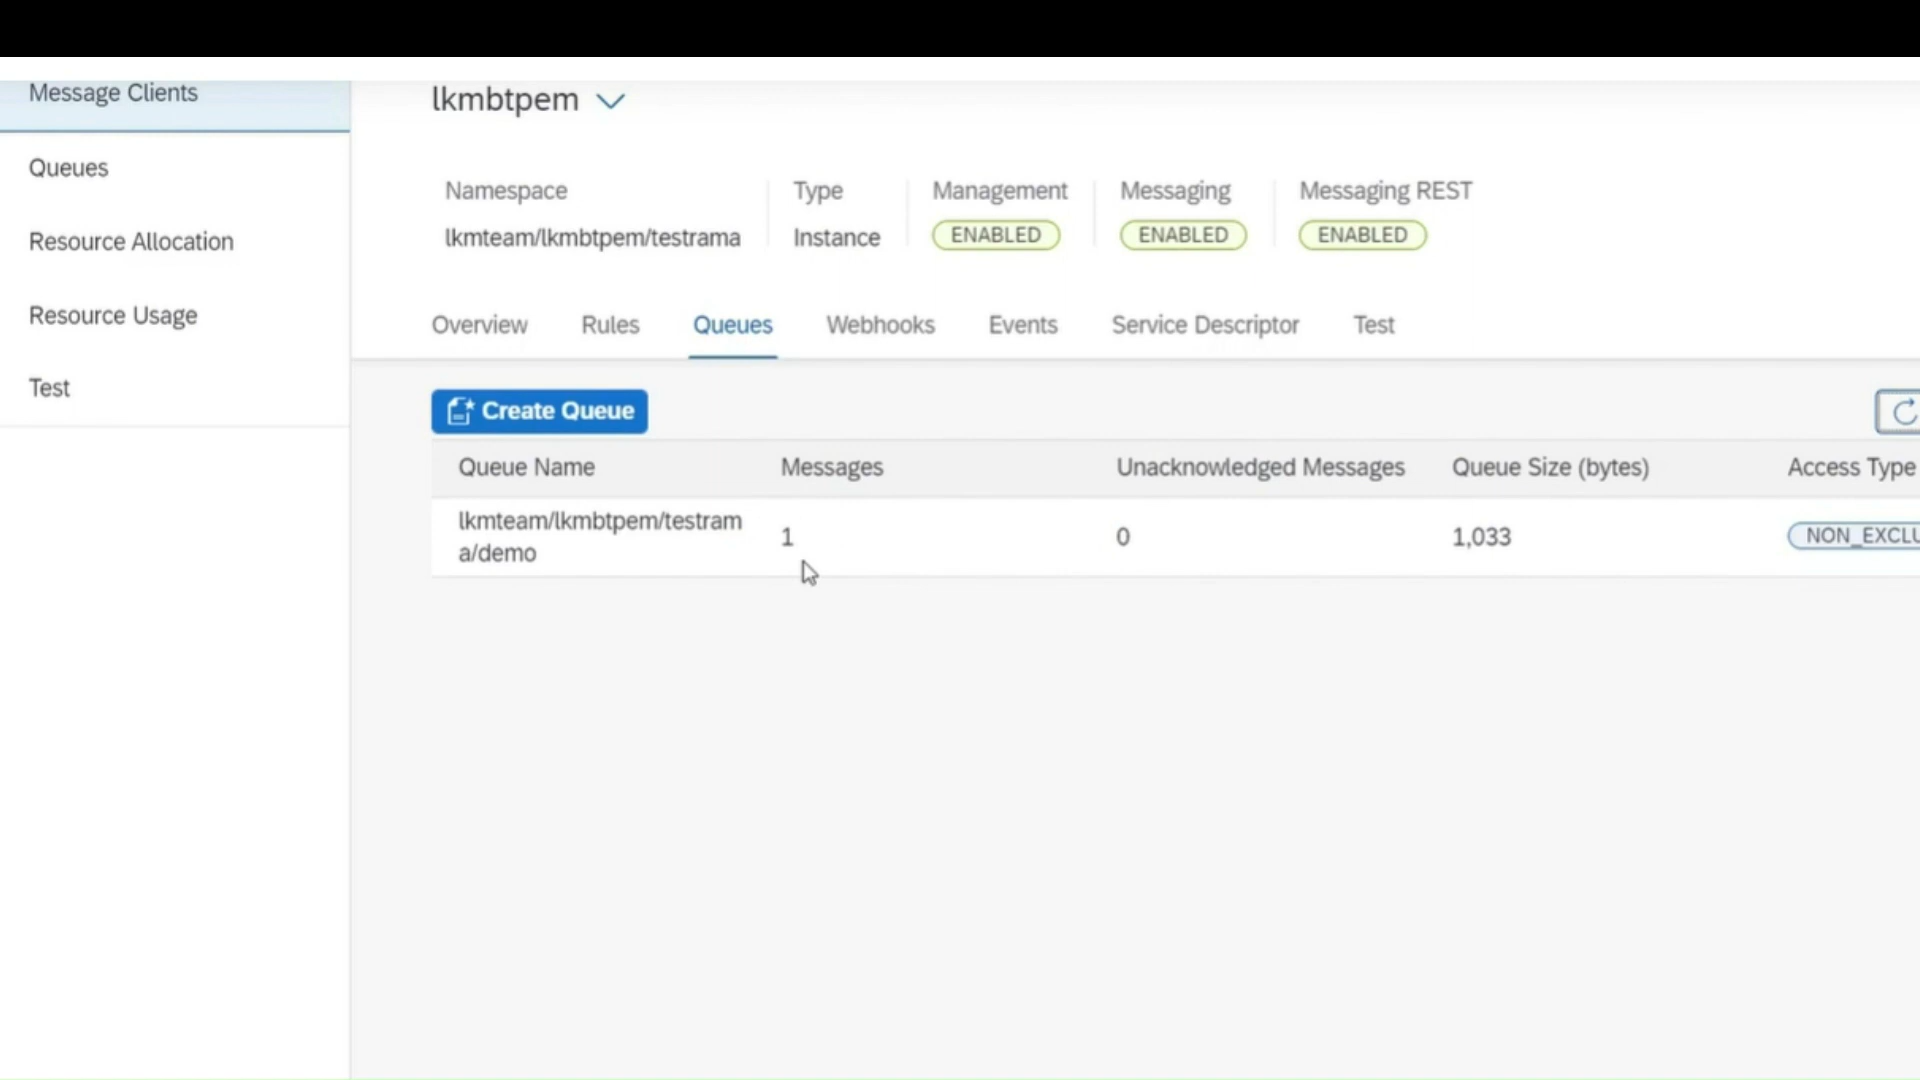 Message Clients
Queues
Resource Allocation
Resource Usage
Test
lkmbtpem
Namespace
lkmteam/lkmbtpem/testrama
Type
Instance
Management
ENABLED
Messaging
ENABLED
Messaging REST
ENABLED
Overview Rules Queues Webhooks Events Service Descriptor Test
Create Queue
Queue Name Messages Unacknowledged Messages Queue Size (bytes) Access Type
lkmteam/lkmbtpem/testram
a/demo
1 0 1,033 NON_EXCLU